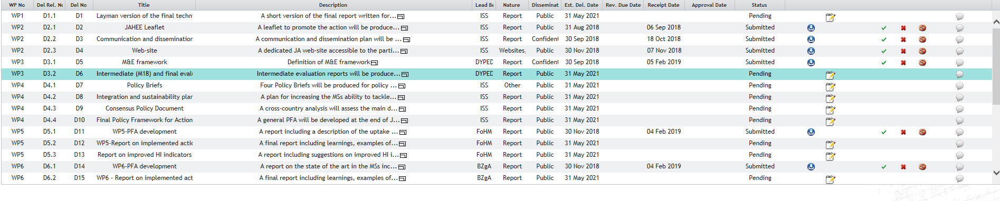 WP No Del Rel. No Del No Title Description Lead Be Nature Disseminat Est. Del. Date Rev. Due Date Receipt Date Approval Date Status
WP1 D1.1 D1 Layman version of the final techn A short version of the final report written for... ISS Report Public 31 May 2021 Pending
WP2 D2.1 D2 JAHEE Leaflet A leaflet to promote the action will be produce... ISS Report Public 31 Aug 2018 06 Sep 2018 Submitted
WP2 D2.2 D3 Communication and dissemination A communication and dissemination plan will be ... ISS Report Confident 30 Sep 2018 18 Oct 2018 Submitted
WP2 D2.3 D4 Web-site A dedicated JA web-site accessible to the parti... ISS Websites, Public 30 Nov 2018 07 Nov 2018 Submitted
WP3 D3.1 D5 M&E framework Definition of M&E framework DYPED Report Confident 30 Sep 2018 05 Feb 2019 Submitted
WP3 D3.2 D6 Intermediate (M18) and final eval Intermediate evaluation reports will be produce... DYPED Report Public 31 May 2021 Pending
WP4 D4.1 D7 Policy Briefs Four Policy Briefs will be produced for policy ... ISS Other Public 31 May 2021 Pending
WP4 D4.2 D8 Integration and sustainability plan A plan for increasing the MSs ability to tackle... ISS Report Public 31 May 2021 Pending
WP4 D4.3 D9 Consensus Policy Document A cross-country analysis will assess the main d... ISS Report Public 31 May 2021 Pending
WP4 D4.4 D10 Final Policy Framework for Action A general PFA will be developed at the end of J... ISS Report Public 31 May 2021 Pending
WP5 D5.1 D11 WP5-PFA development A report including a description of the uptake ... FoHM Report Public 30 Nov 2018 04 Feb 2019 Submitted
WP5 D5.2 D12 WP5-Report on implemented actio A final report including learnings, examples of... FoHM Report Public 31 May 2021 Pending
WP5 D5.3 D13 Report on improved HI indicators A report including suggestions on improved HI i... FoHM Report Public 31 May 2021 Pending
WP6 D6.1 D14 WP6-PFA development A report on the state of the art in the MSs inc... BZgA Report Public 30 Nov 2018 04 Feb 2019 Submitted
WP6 D6.2 D15 WP6 - Report on implemented act A final report including learnings, examples of... BZgA Report Public 31 May 2021 Pending